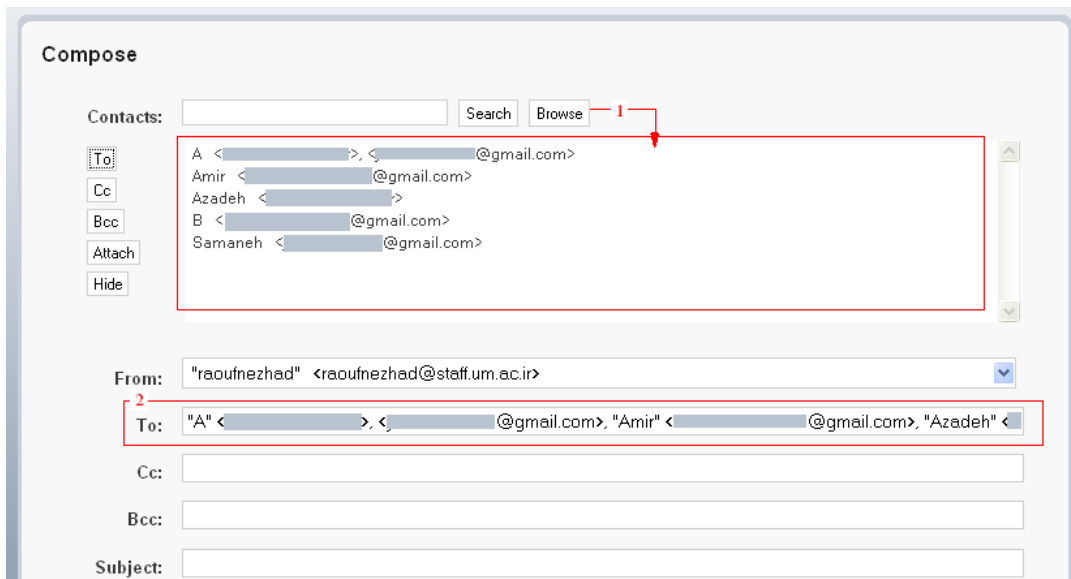 Compose
Contacts: Search Browse 1
To
Cc
Bcc
Attach
Hide
A < >, < @gmail.com>
Amir < @gmail.com>
Azadeh < >
B < @gmail.com>
Samaneh < @gmail.com>
From: "raoufnezhad" <raoufnezhad@staff.um.ac.ir>
2
To: "A" < >, < @gmail.com>, "Amir" < @gmail.com>, "Azadeh" <
Cc:
Bcc:
Subject: